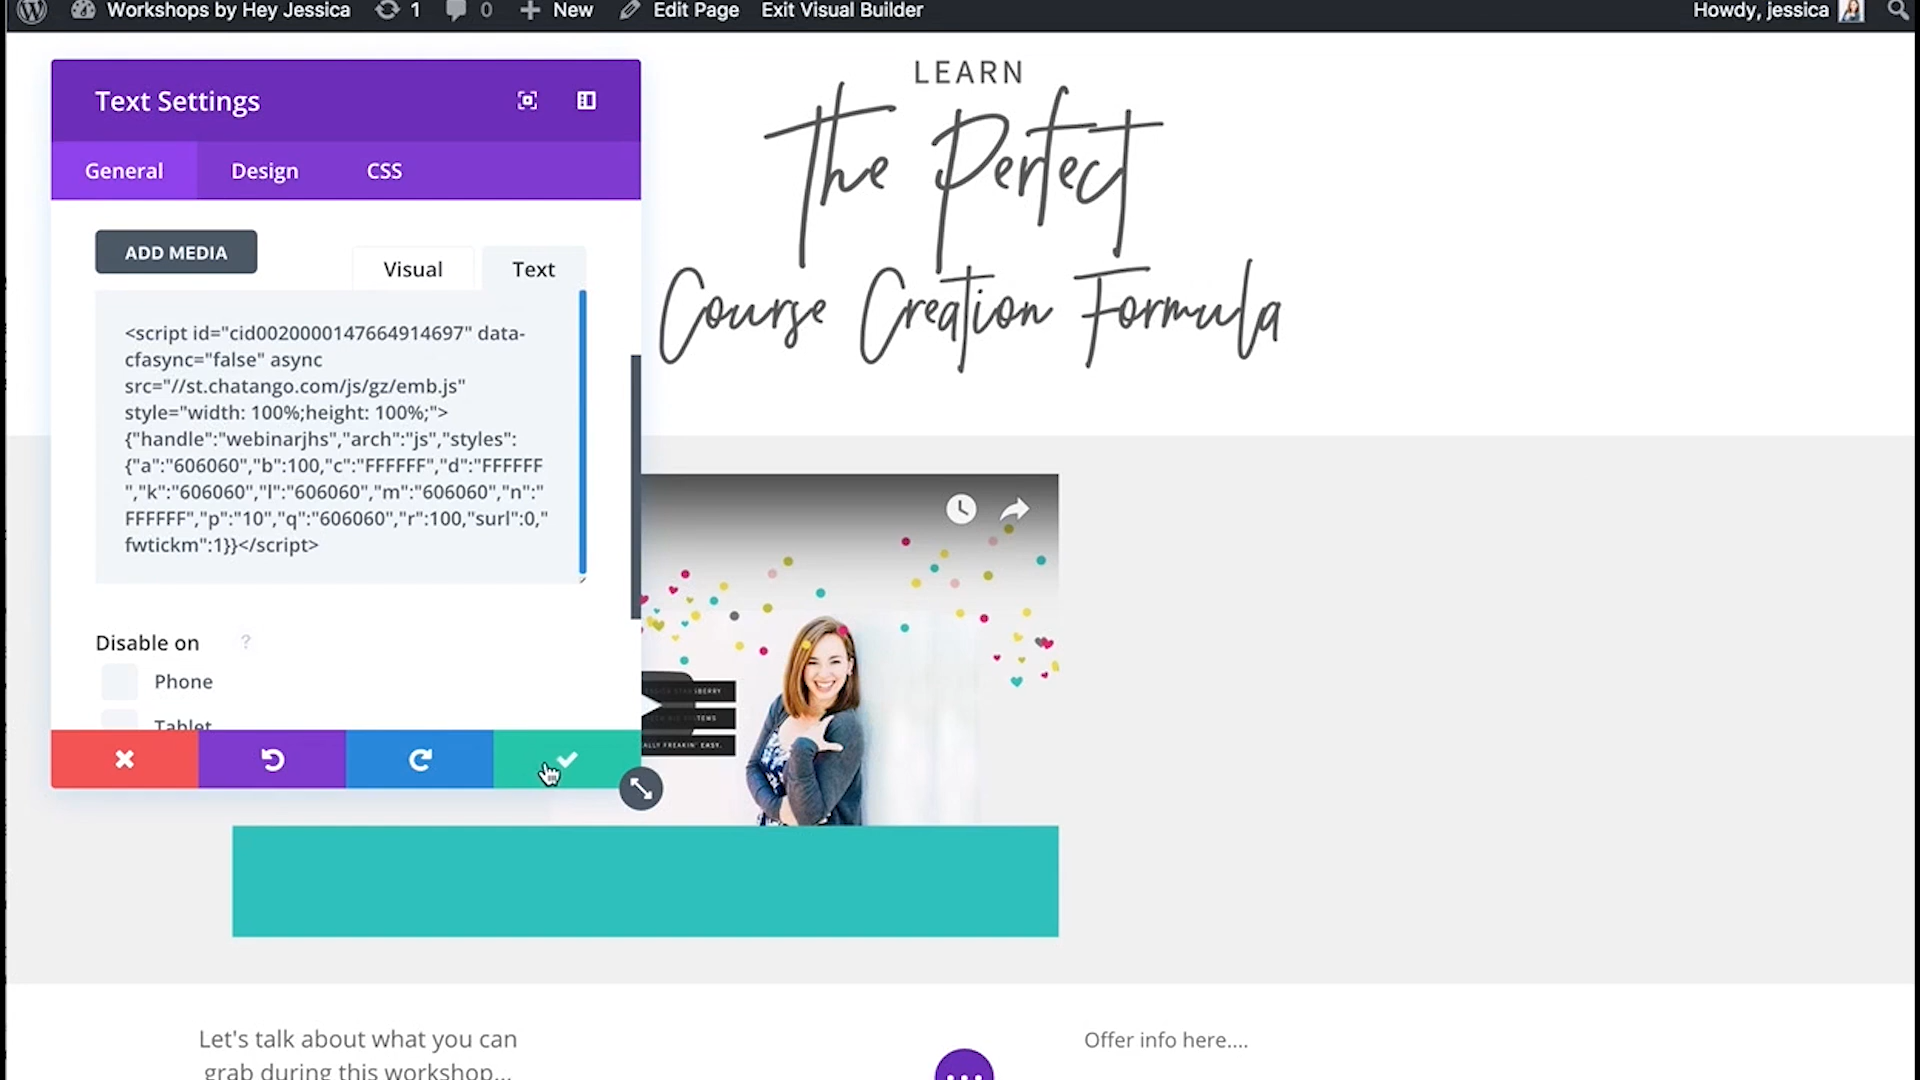 Workshops by Hey Jessica 1 0 New Edit Page Exit Visual Builder Howdy, jessica
LEARN
The Perfect
Course Creation Formula
Text Settings
General Design CSS
ADD MEDIA
Visual Text
<script id="cid0020000147664914697" data-
cfasync="false" async
src="//st.chatango.com/js/gz/emb.js"
style="width: 100%;height: 100%;">
{"handle":"webinarjhs","arch":"js","styles":
{"a":"606060","b":100,"c":"FFFFFF","d":"FFFFFF
","k":"606060","l":"606060","m":"606060","n":"
FFFFFF","p":"10","q":"606060","r":100,"surl":0,"
fwtickm":1}}</script>
Disable on ?
Phone
Tablet
EASY.
Let's talk about what you can
grab during this workshop...
Offer info here....